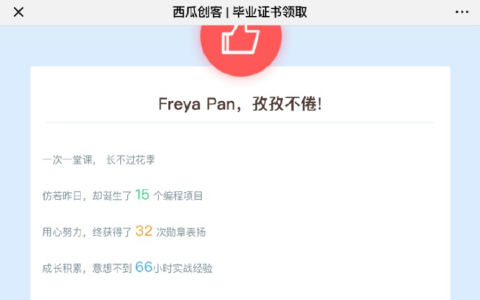 西瓜创客 | 毕业证书领取
Freya Pan，孜孜不倦!
一次一堂课， 长不过花季
仿若昨日，却诞生了 15 个编程项目
用心努力，终获得了 32 次勋章表扬
成长积累，意想不到 66小时实战经验